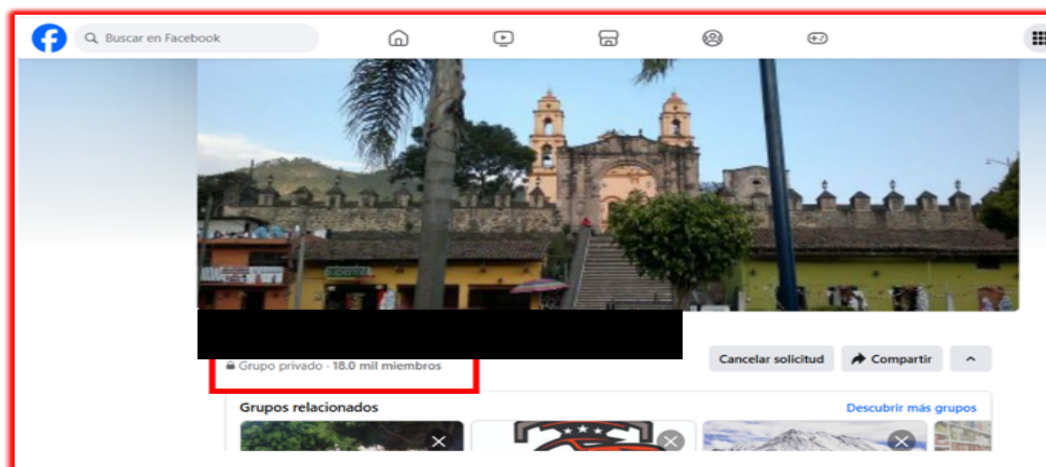 Buscar en Facebook
Grupo privado · 18.0 mil miembros
Cancelar solicitud
Compartir
Grupos relacionados
Descubrir más grupos